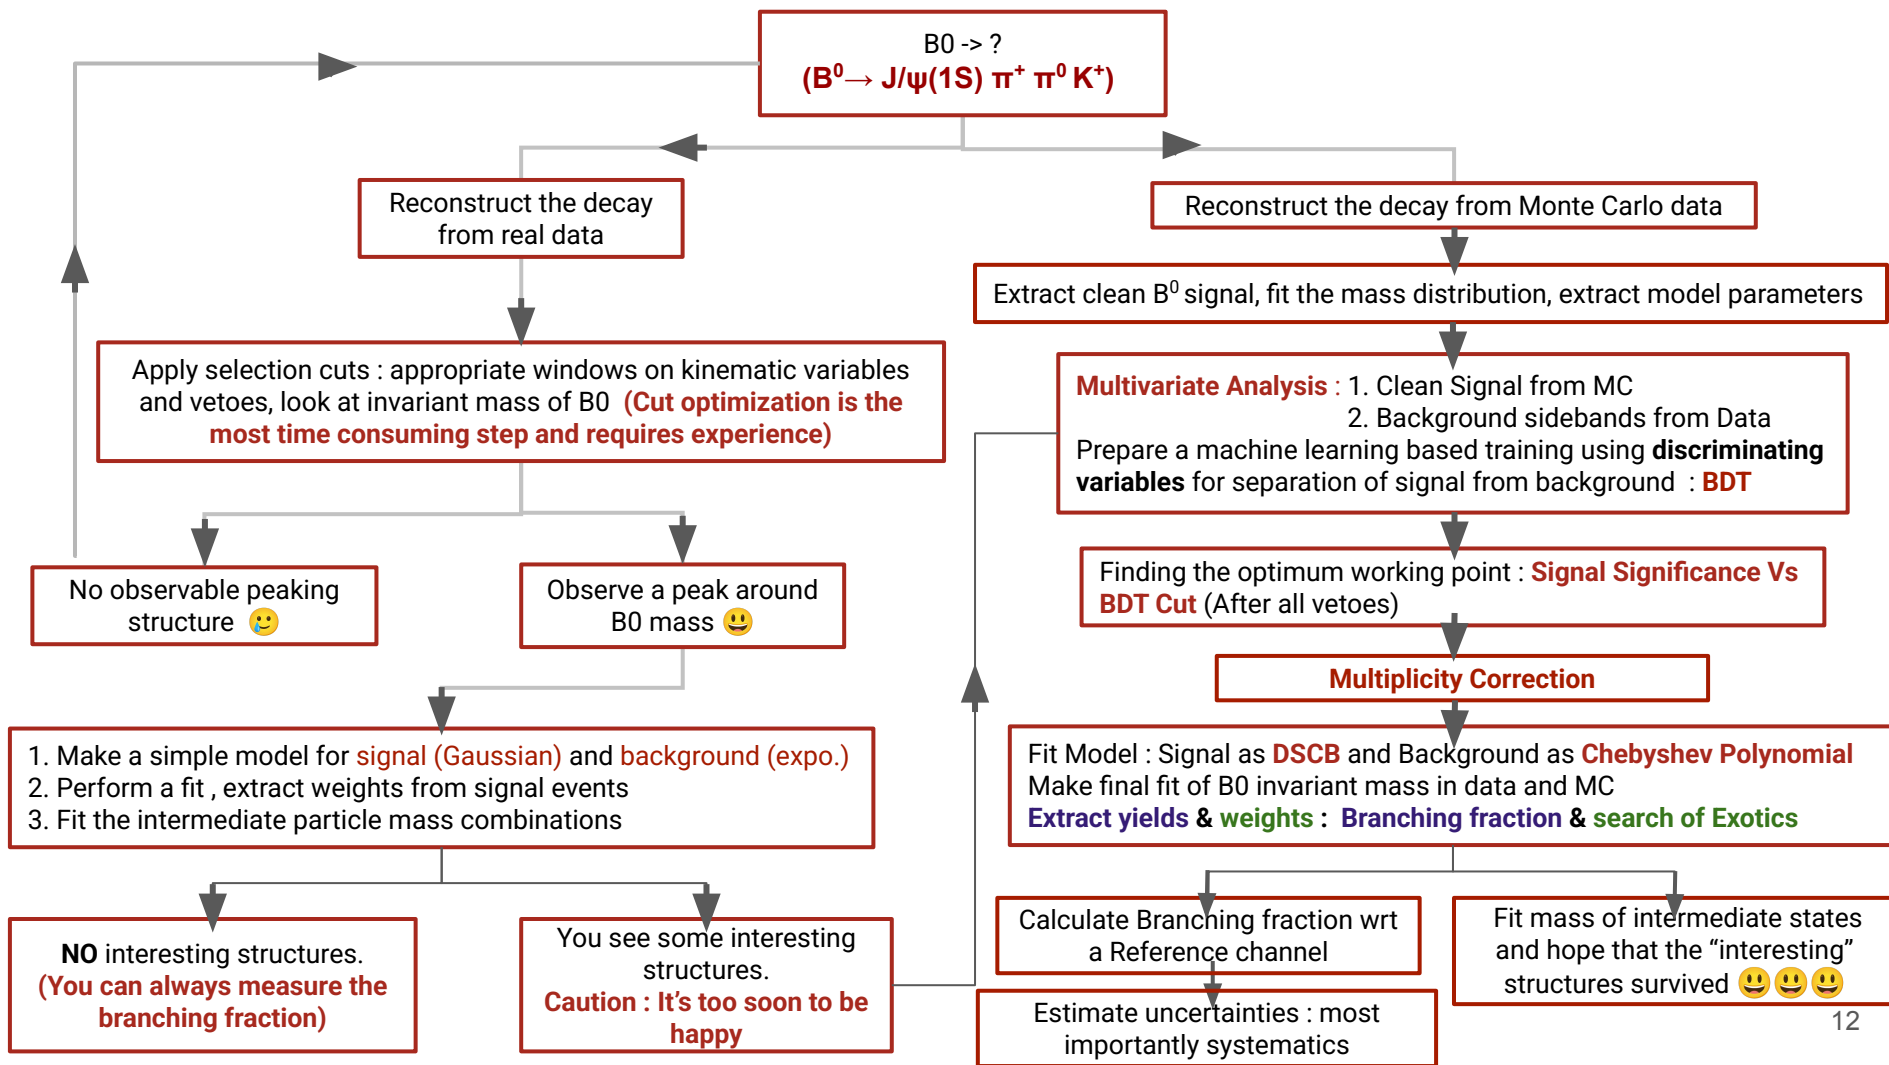 B0 -> ?
(B⁰→ J/ψ(1S) π⁺ π⁰ K⁺)
Reconstruct the decay
from real data
Apply selection cuts : appropriate windows on kinematic variables
and vetoes, look at invariant mass of B0 (Cut optimization is the
most time consuming step and requires experience)
No observable peaking
structure 🥲
Observe a peak around
B0 mass 😃
1. Make a simple model for signal (Gaussian) and background (expo.)
2. Perform a fit , extract weights from signal events
3. Fit the intermediate particle mass combinations
NO interesting structures.
(You can always measure the
branching fraction)
You see some interesting
structures.
Caution : It's too soon to be
happy
Reconstruct the decay from Monte Carlo data
Extract clean B⁰ signal, fit the mass distribution, extract model parameters
Multivariate Analysis : 1. Clean Signal from MC
2. Background sidebands from Data
Prepare a machine learning based training using discriminating
variables for separation of signal from background : BDT
Finding the optimum working point : Signal Significance Vs
BDT Cut (After all vetoes)
Multiplicity Correction
Fit Model : Signal as DSCB and Background as Chebyshev Polynomial
Make final fit of B0 invariant mass in data and MC
Extract yields & weights : Branching fraction & search of Exotics
Calculate Branching fraction wrt
a Reference channel
Estimate uncertainties : most
importantly systematics
Fit mass of intermediate states
and hope that the “interesting”
structures survived 😃😃😃
12